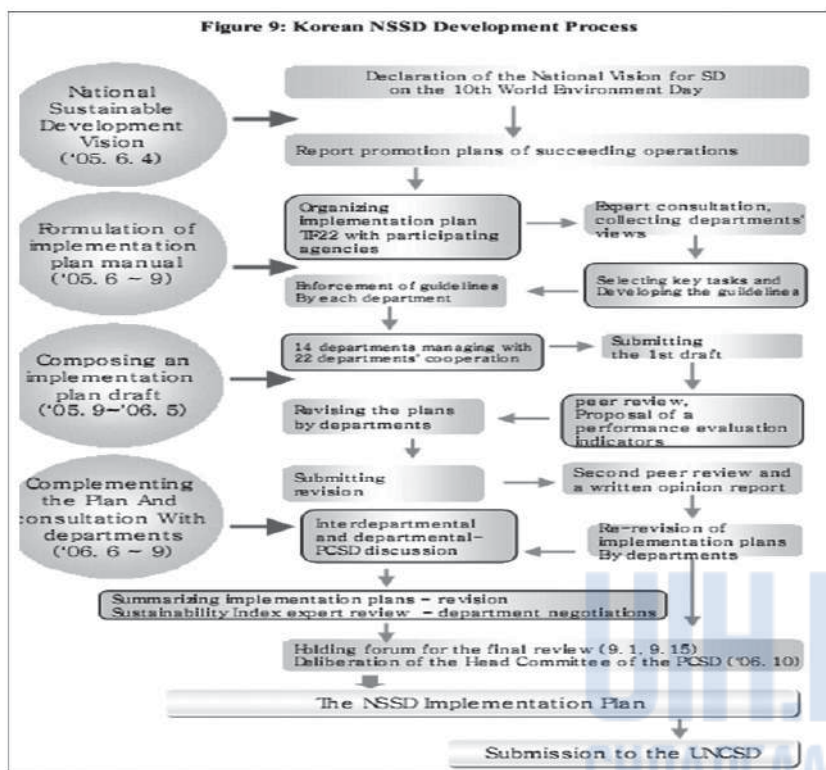 Figure 9: Korean NSSD Development Process
National
Sustainable
Development
Vision
('05. 6. 4)
Declaration of the National Vision for SD
on the 10th World Environment Day
Report promotion plans of succeeding operations
Formulation of
implementation
plan manual
('05. 6 ~ 9)
Organizing
implementation plan
TF22 with participating
agencies
Expert consultation,
collecting departments'
views
Enforcement of guidelines
By each department
Selecting key tasks and
Developing the guildelines
Composing an
implementation
plan draft
('05. 9~'06. 5)
14 departments managing with
22 departments' cooperation
Submitting
the 1st draft
Revising the plans
by departments
peer review,
Proposal of a
performance evaluation
indicators
Complementing
the Plan And
consultation With
departments
('06. 6 ~ 9)
Submitting
revision
Second peer review and
a written opinion report
Interdepartmental
and departmental-
PCSD discussion
Re-revision of
implementation plans
By departments
Summarizing implementation plans - revision
Sustainability Index expert review - department negotiations
Holding forum for the final review (9. 1, 9. 15)
Deliberation of the Head Committee of the PCSD ('06. 10)
The NSSD Implementation Plan
Submission to the UNCSD